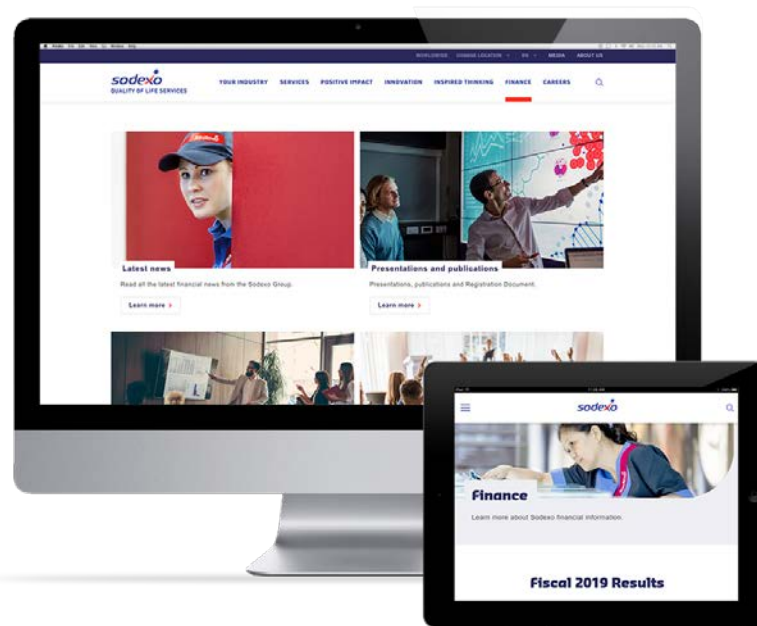 WORLDWIDE CHANGE LOCATION EN MEDIA ABOUT US
sodexo
QUALITY OF LIFE SERVICES
YOUR INDUSTRY SERVICES POSITIVE IMPACT INNOVATION INSPIRED THINKING FINANCE CAREERS
Latest news
Read all the latest financial news from the Sodexo Group.
Learn more >
Presentations and publications
Presentations, publications and Registration Document.
Learn more >
sodexo
Finance
Learn more about Sodexo financial information.
Fiscal 2019 Results